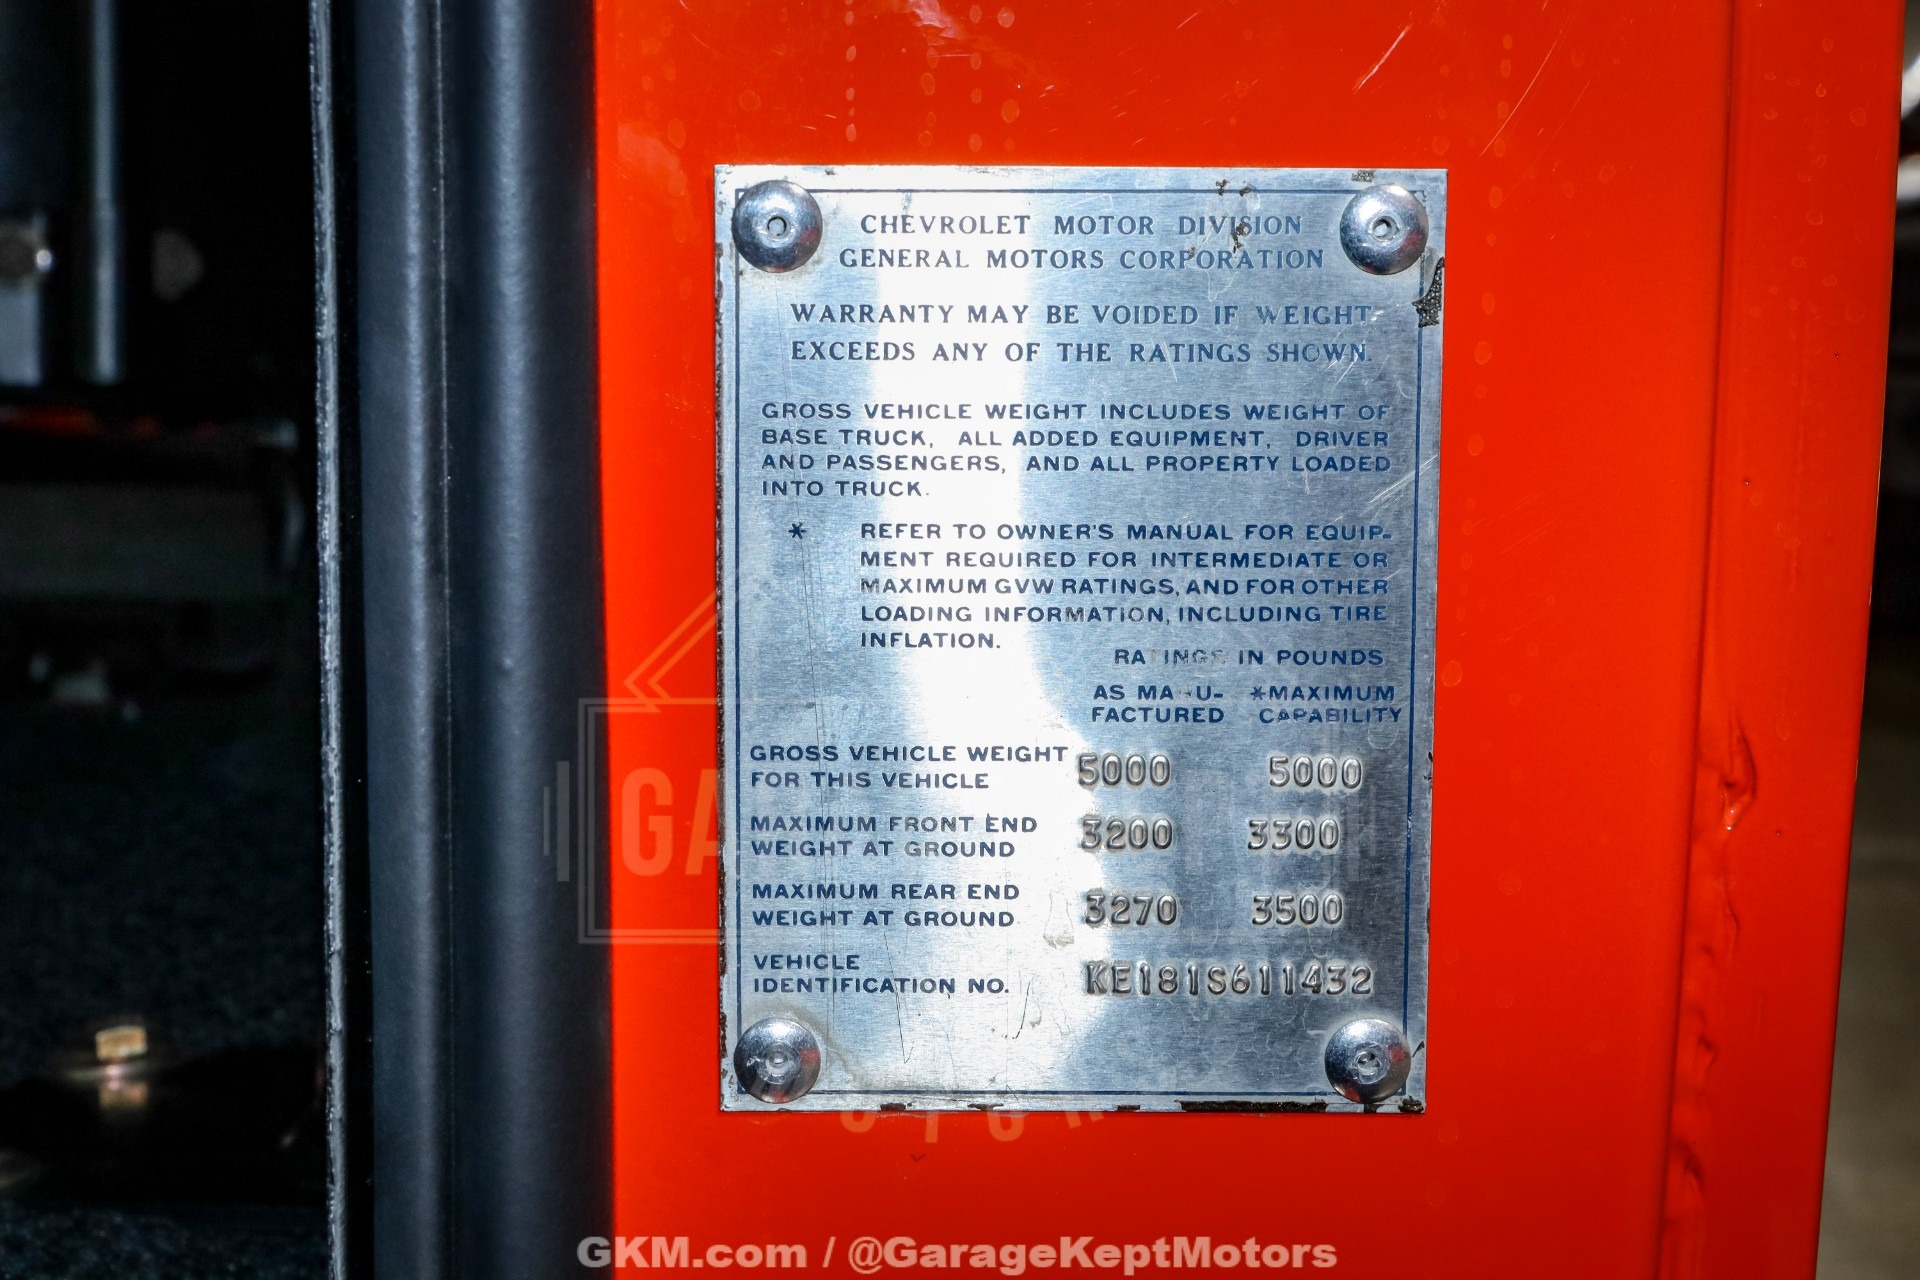 CHEVROLET MOTOR DIVISION
GENERAL MOTORS CORPORATION
WARRANTY MAY BE VOIDED IF WEIGHT
EXCEEDS ANY OF THE RATINGS SHOWN.
GROSS VEHICLE WEIGHT INCLUDES WEIGHT OF
BASE TRUCK, ALL ADDED EQUIPMENT, DRIVER
AND PASSENGERS, AND ALL PROPERTY LOADED
INTO TRUCK.
* REFER TO OWNER'S MANUAL FOR EQUIP-
MENT REQUIRED FOR INTERMEDIATE OR
MAXIMUM GVW RATINGS, AND FOR OTHER
LOADING INFORMATION, INCLUDING TIRE
INFLATION.
RATINGS IN POUNDS
AS MANU- *MAXIMUM
FACTURED CAPABILITY
GROSS VEHICLE WEIGHT
FOR THIS VEHICLE 5000 5000
MAXIMUM FRONT END
WEIGHT AT GROUND 3200 3300
MAXIMUM REAR END
WEIGHT AT GROUND 3270 3500
VEHICLE
IDENTIFICATION NO. KE181S611432
GKM.com / @GarageKeptMotors